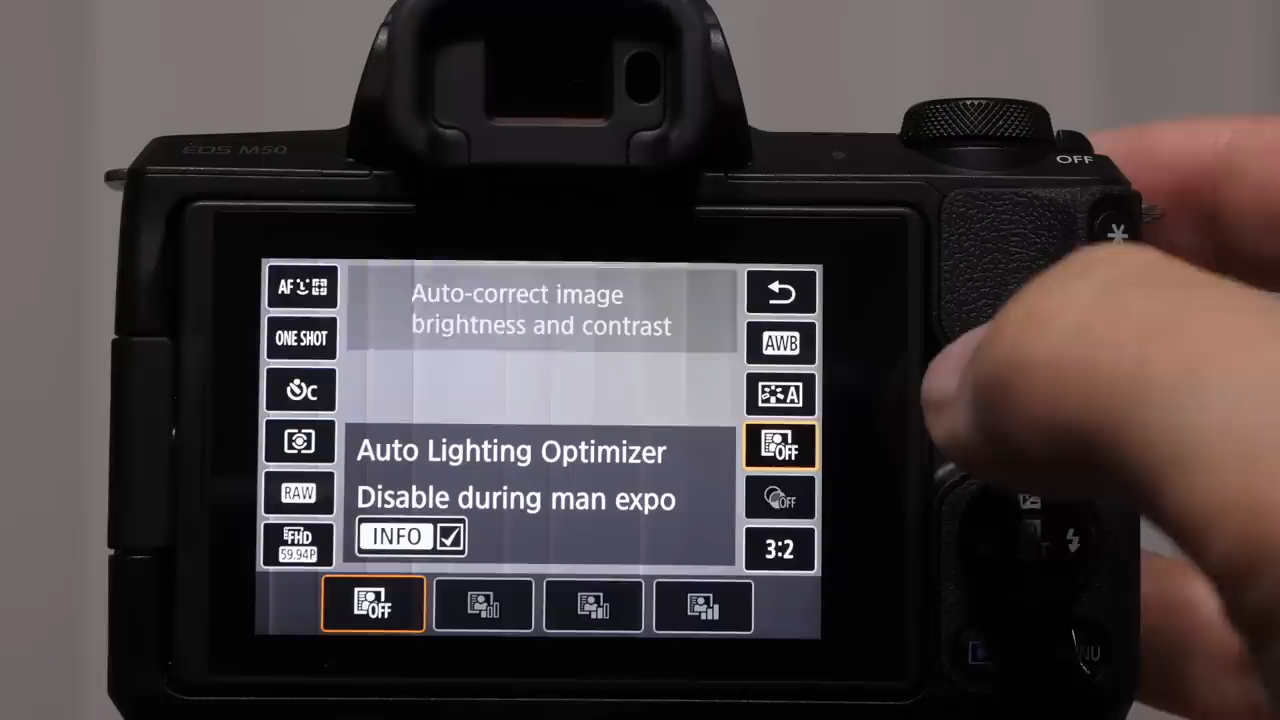 EOS M50
OFF
AF
Auto-correct image
brightness and contrast
AWB
ONE SHOT
C
A
Auto Lighting Optimizer
OFF
RAW
Disable during man expo
OFF
INFO
FHD
59.94P
3:2
OFF